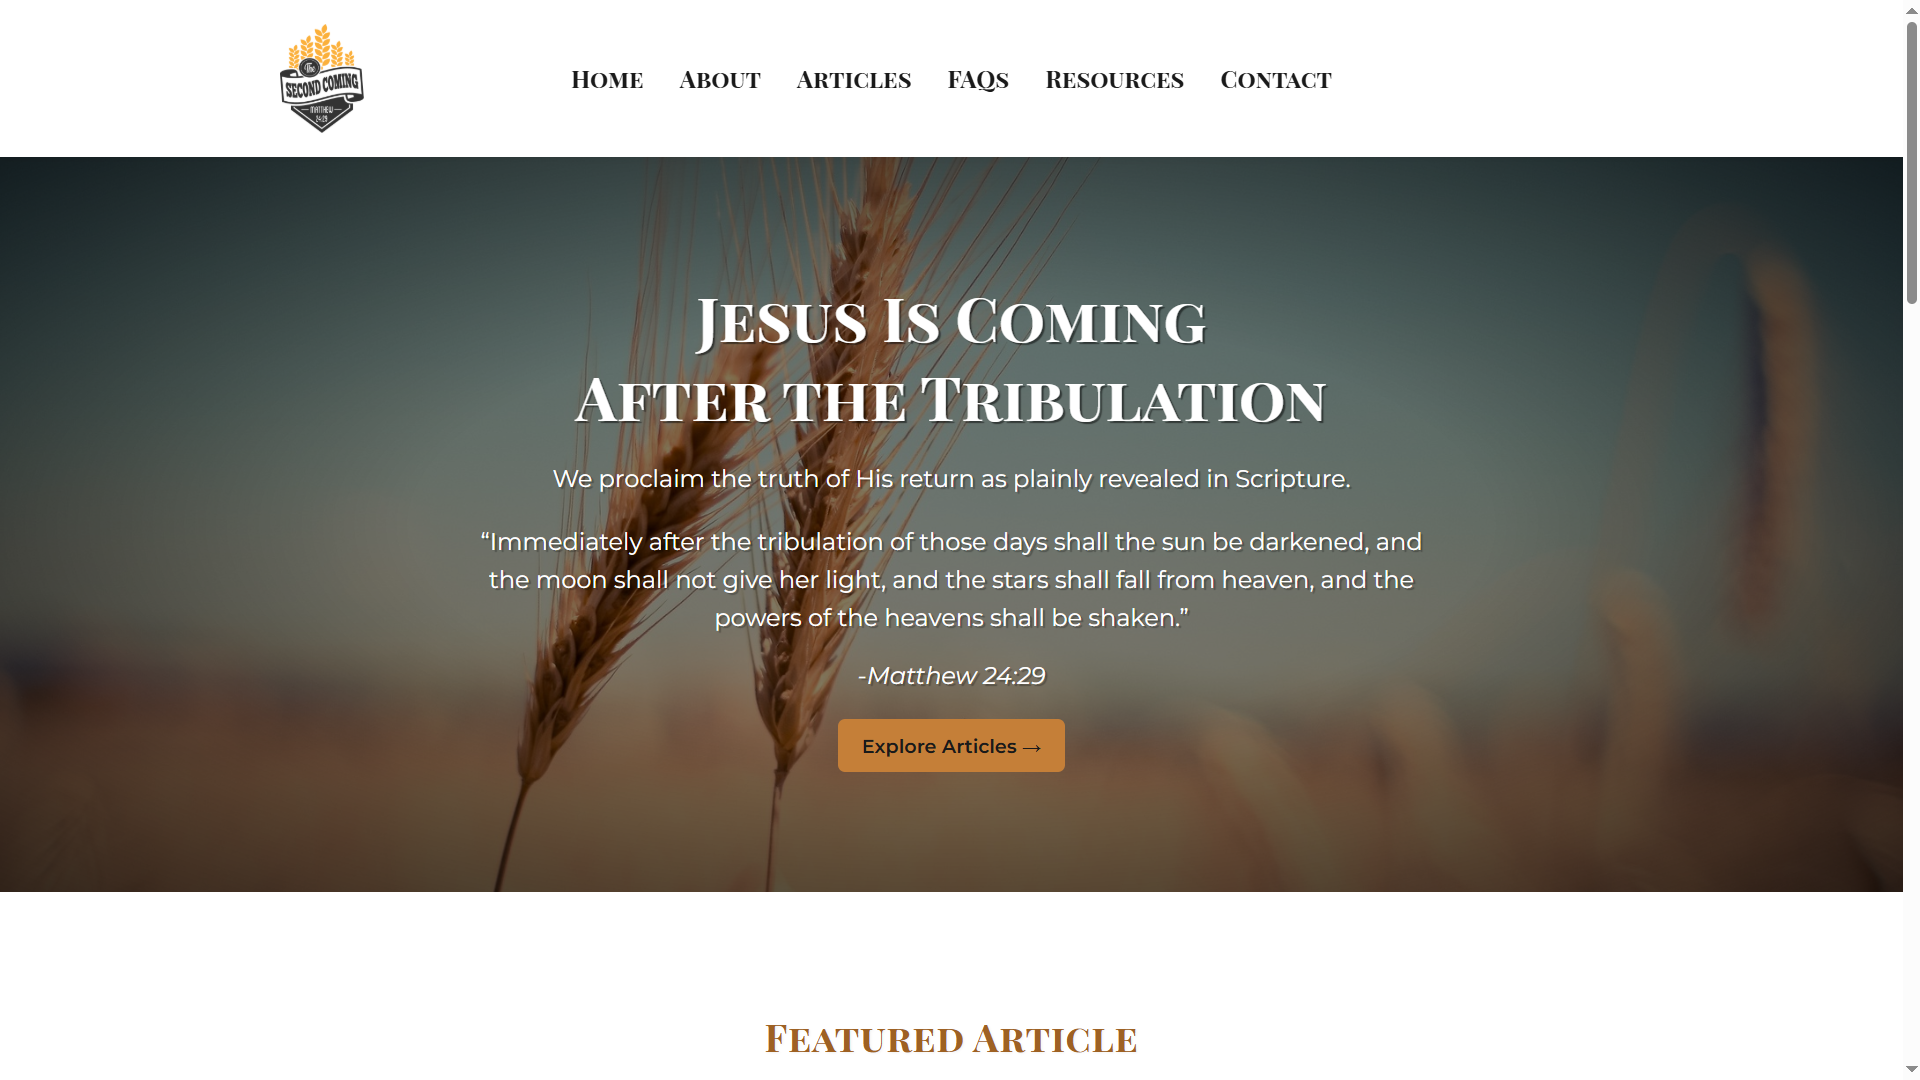 The
SECOND COMING
MATTHEW
24:29
Home About Articles FAQs Resources Contact
Jesus Is Coming
After the Tribulation
We proclaim the truth of His return as plainly revealed in Scripture.
“Immediately after the tribulation of those days shall the sun be darkened, and
the moon shall not give her light, and the stars shall fall from heaven, and the
powers of the heavens shall be shaken.”
-Matthew 24:29
Explore Articles →
Featured Article